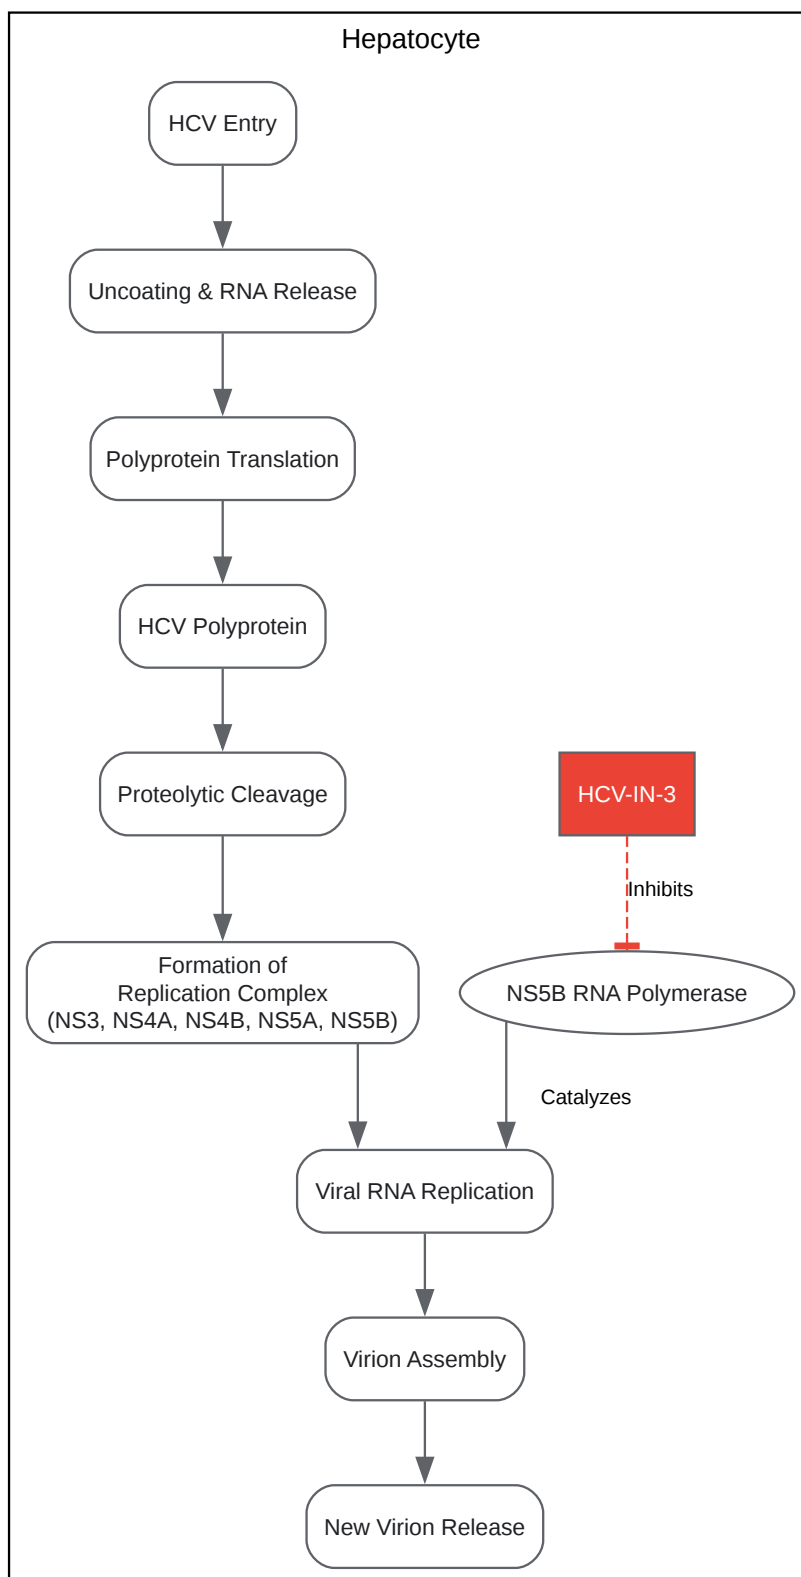 Hepatocyte
HCV Entry
Uncoating & RNA Release
Polyprotein Translation
HCV Polyprotein
Proteolytic Cleavage
HCV-IN-3
Inhibits
Formation of
Replication Complex
(NS3, NS4A, NS4B, NS5A, NS5B)
NS5B RNA Polymerase
Catalyzes
Viral RNA Replication
Virion Assembly
New Virion Release